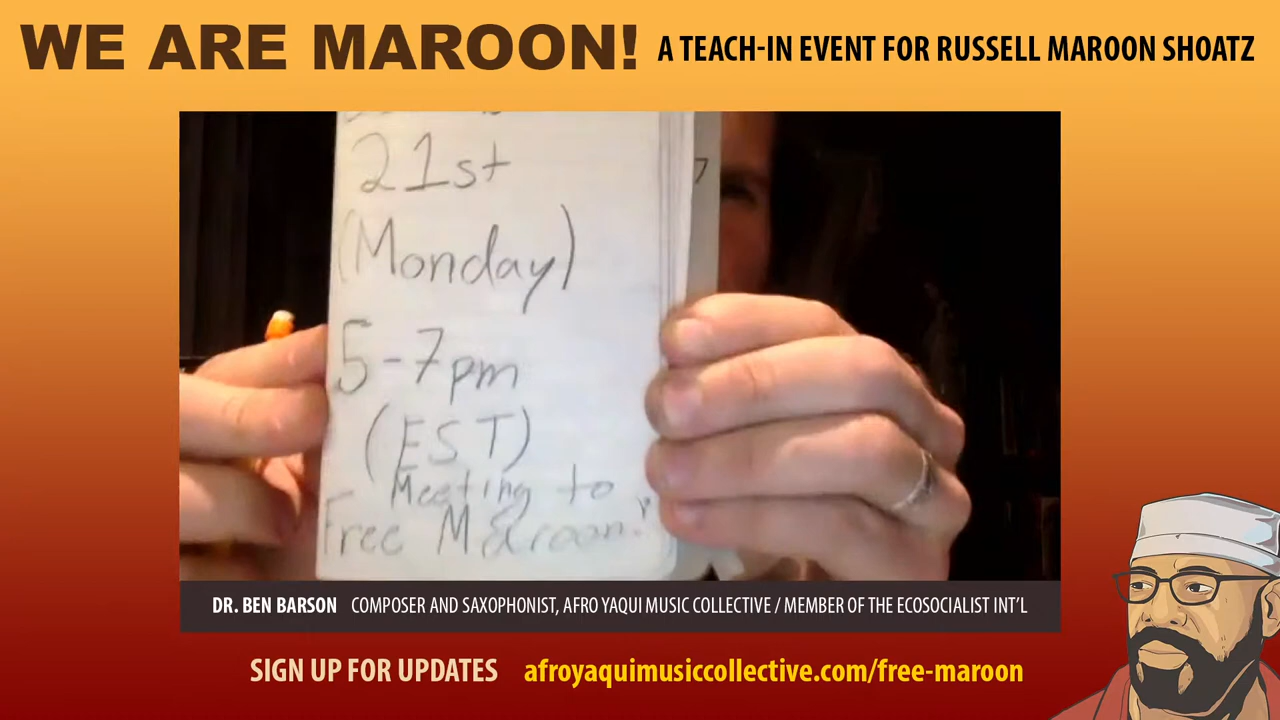 WE ARE MAROON! A TEACH-IN EVENT FOR RUSSELL MAROON SHOATZ
21st
(Monday)
5-7pm
(EST)
Meeting to
Free Maroon!
DR. BEN BARSON COMPOSER AND SAXOPHONIST, AFRO YAQUI MUSIC COLLECTIVE / MEMBER OF THE ECOSOCIALIST INT'L
SIGN UP FOR UPDATES afroyaquimusiccollective.com/free-maroon